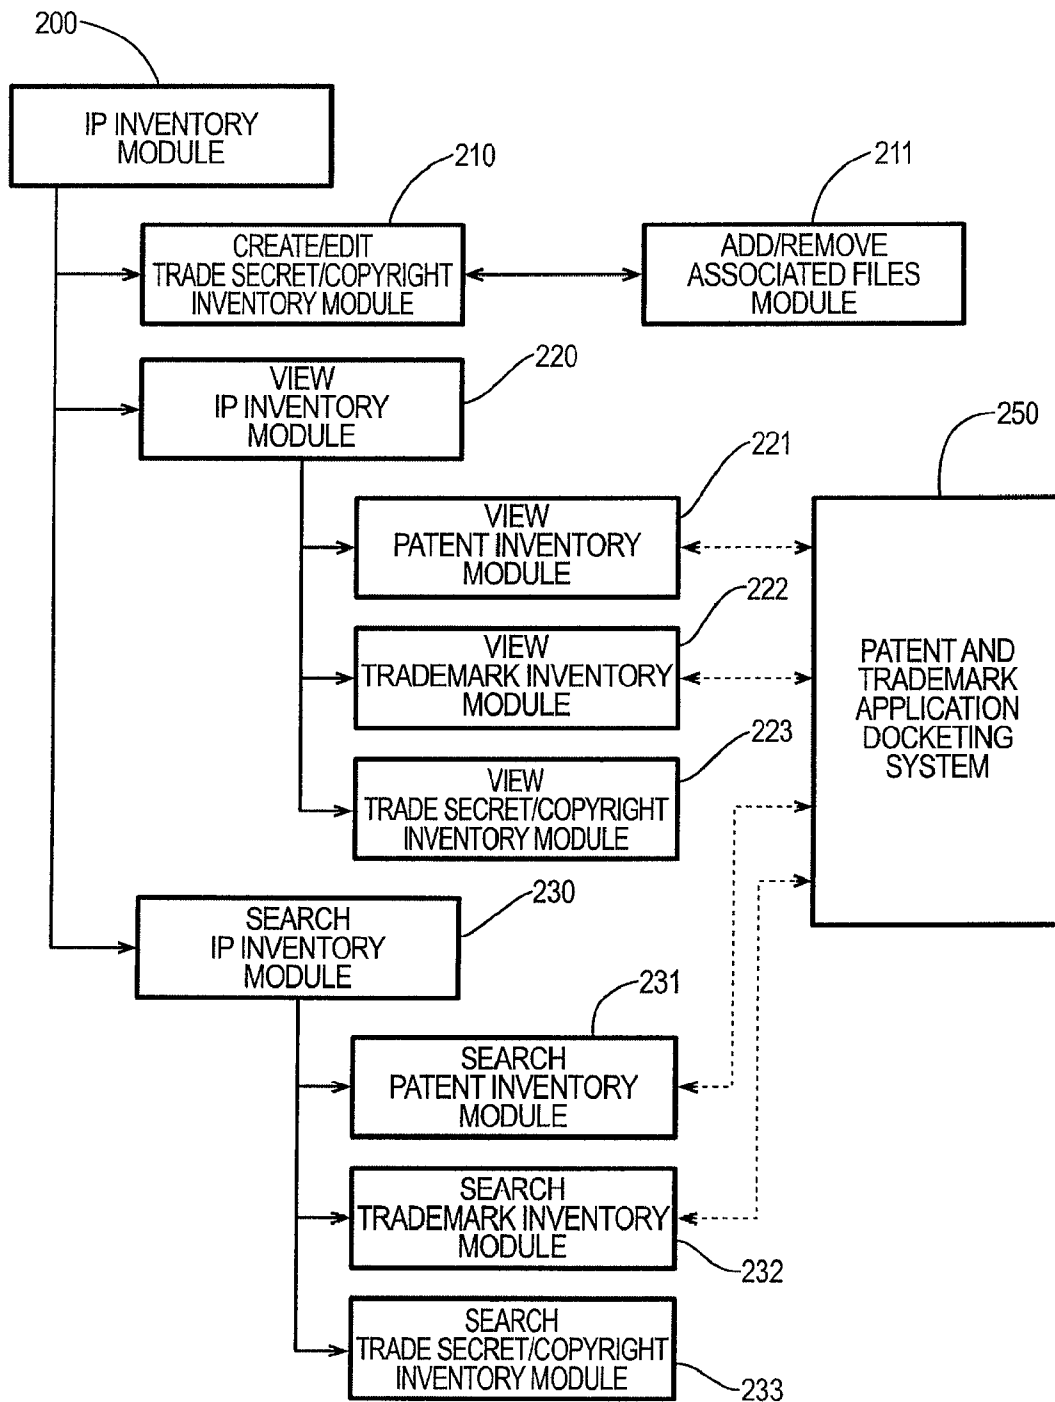 200
IP INVENTORY
MODULE
210
211
CREATE/EDIT
TRADE SECRET/COPYRIGHT
INVENTORY MODULE
ADD/REMOVE
ASSOCIATED FILES
MODULE
220
VIEW
IP INVENTORY
MODULE
250
221
VIEW
PATENT INVENTORY
MODULE
222
VIEW
TRADEMARK INVENTORY
MODULE
PATENT AND
TRADEMARK
APPLICATION
DOCKETING
SYSTEM
223
VIEW
TRADE SECRET/COPYRIGHT
INVENTORY MODULE
230
SEARCH
IP INVENTORY
MODULE
231
SEARCH
PATENT INVENTORY
MODULE
SEARCH
TRADEMARK INVENTORY
MODULE
232
SEARCH
TRADE SECRET/COPYRIGHT
INVENTORY MODULE
233